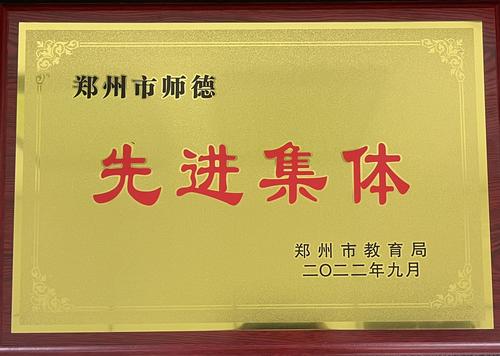 郑州市师德
先进集体
郑州市教育局
二〇二二年九月